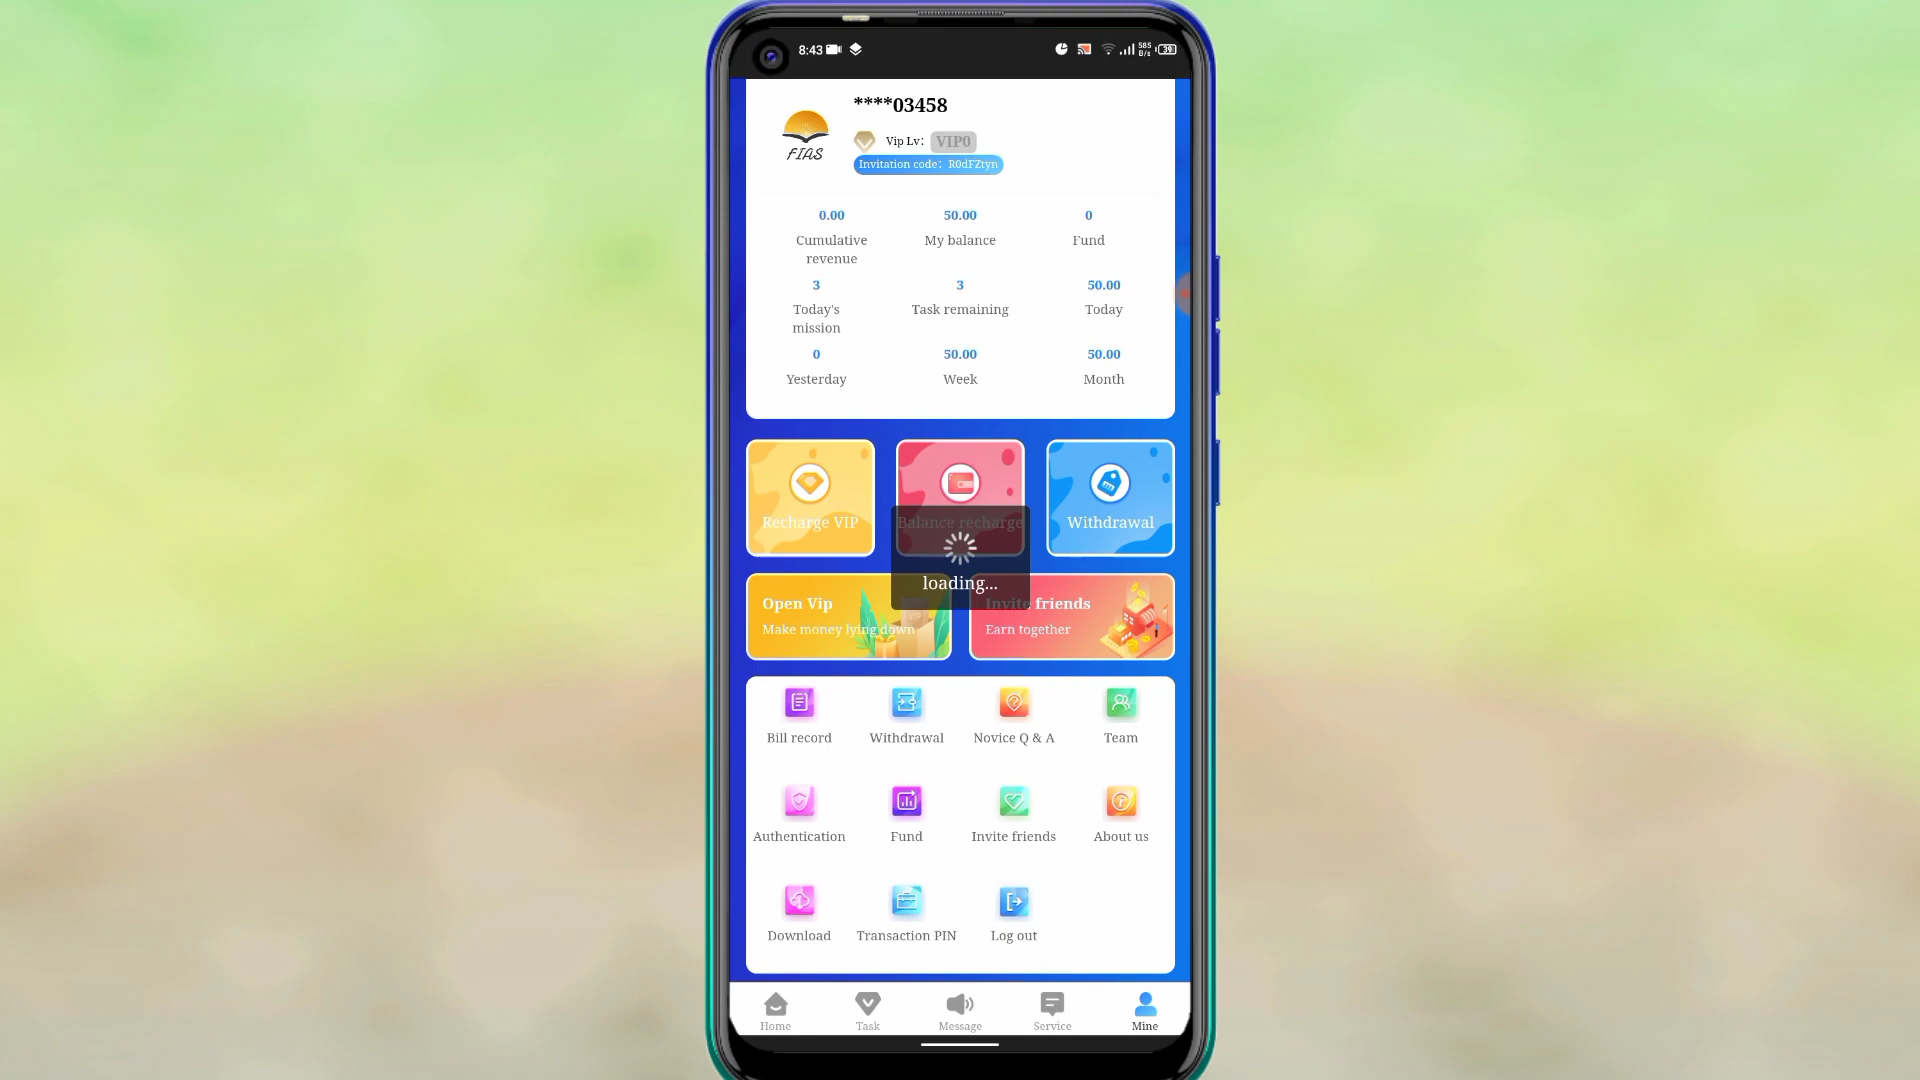 8:43
585
B/s
39
****03458
Vip Lv: VIP0
FIAS
Invitation code: R0dFZtyn
0.00 50.00 0
Cumulative revenue My balance Fund
3 3 50.00
Today's mission Task remaining Today
0 50.00 50.00
Yesterday Week Month
Recharge VIP Balance recharge Withdrawal
loading...
Open Vip Invite friends
Make money lying down Earn together
Bill record Withdrawal Novice Q & A Team
Authentication Fund Invite friends About us
Download Transaction PIN Log out
Home Task Message Service Mine